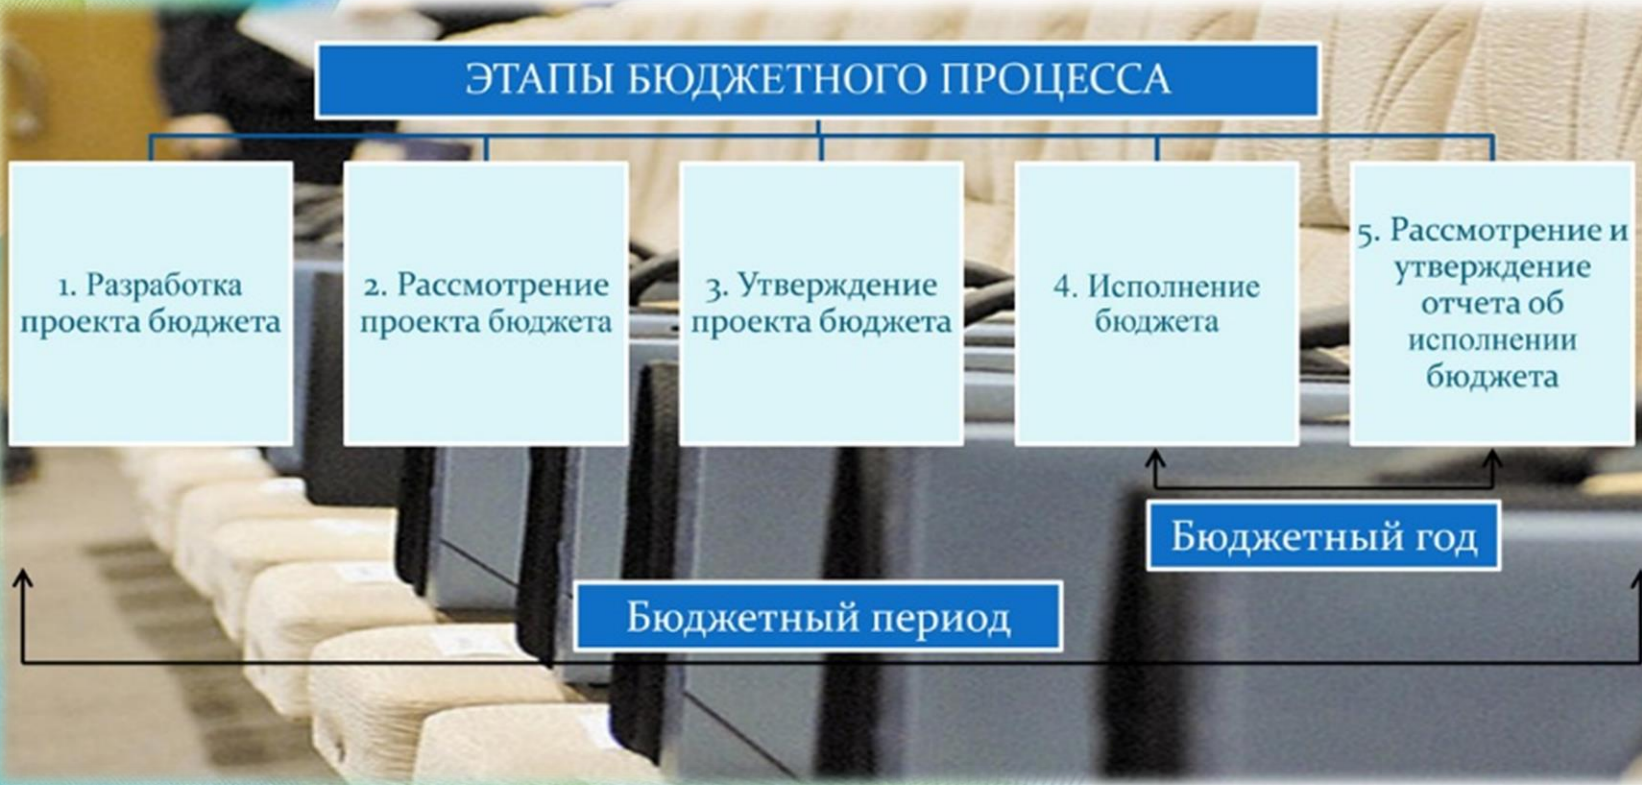 ЭТАПЫ БЮДЖЕТНОГО ПРОЦЕССА
1. Разработка
проекта бюджета
2. Рассмотрение
проекта бюджета
3. Утверждение
проекта бюджета
4. Исполнение
бюджета
5. Рассмотрение и
утверждение
отчета об
исполнении
бюджета
Бюджетный год
Бюджетный период